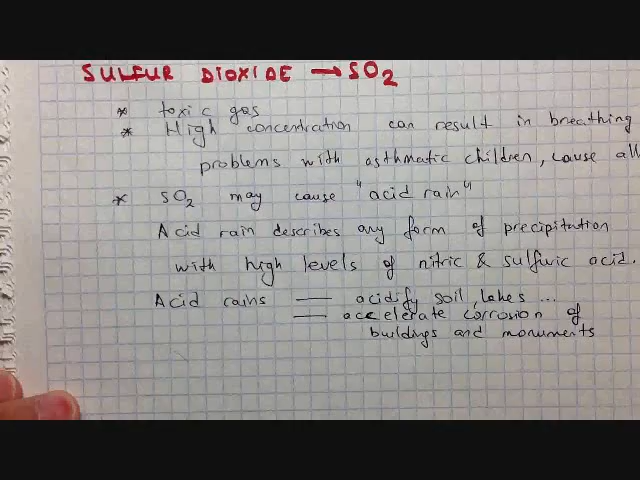 SULFUR DIOXIDE → SO2
* toxic gas
* High concentration can result in breathing
problems with asthmatic children, cause all
* SO2 may cause "acid rain"
Acid rain describes any form of precipitation
with high levels of nitric & sulfuric acid.
Acid rains — acidify soil, lakes ...
— accelerate corrosion of
buildings and monuments